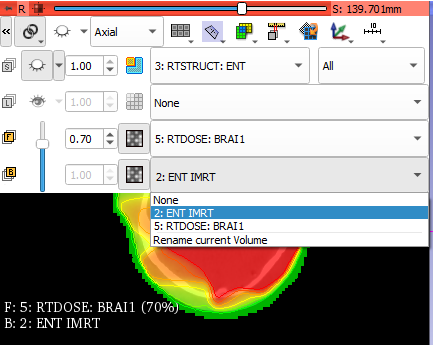 R S: 139.701mm
Axial 10
S 1.00 3: RTSTRUCT: ENT All
L 1.00 None
F 0.70 5: RTDOSE: BRAI1
B 1.00 2: ENT IMRT
None
2: ENT IMRT
5: RTDOSE: BRAI1
Rename current Volume
F: 5: RTDOSE: BRAI1 (70%)
B: 2: ENT IMRT